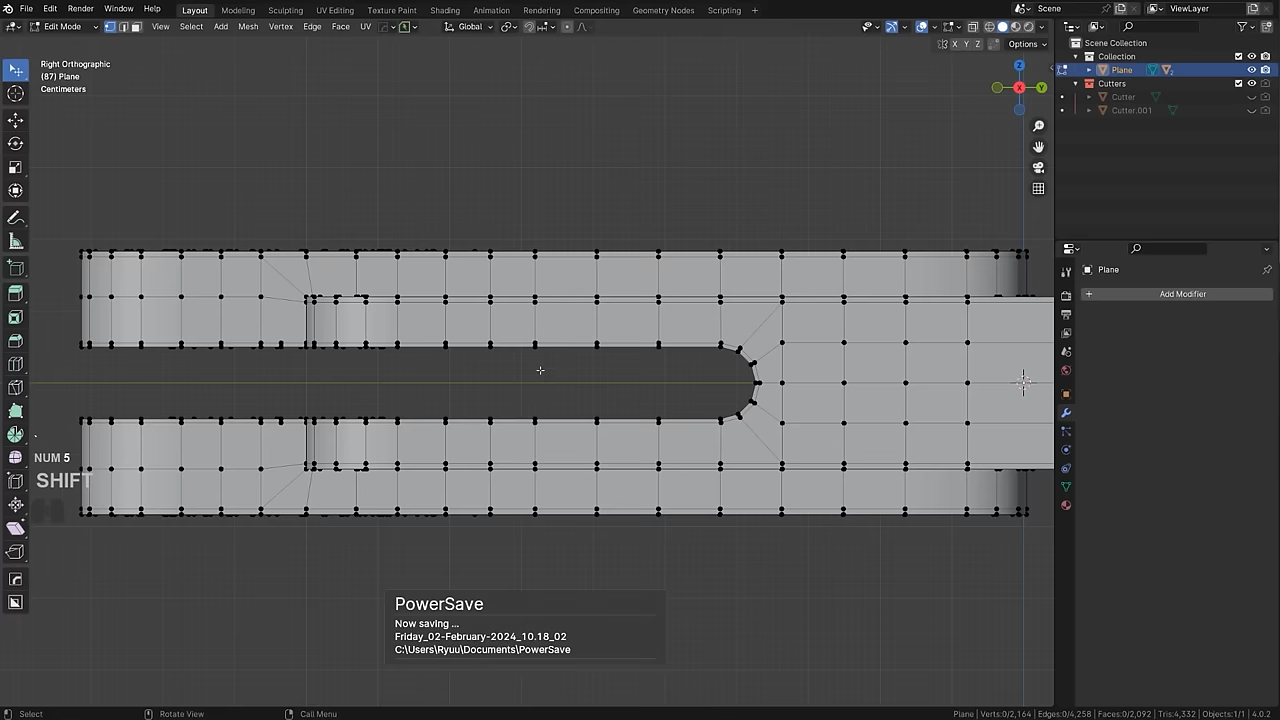 File Edit Render Window Help Layout Modeling Sculpting UV Editing Texture Paint Shading Animation Rendering Compositing Geometry Nodes Scripting + Scene ViewLayer
Edit Mode View Select Add Mesh Vertex Edge Face UV Global
X Y Z Options
Scene Collection
Collection
Plane
2
Cutters
Cutter
Cutter.001
Right Orthographic
(87) Plane
Centimeters
Z
X
Y
Plane
+ Add Modifier
NUM 5
SHIFT
PowerSave
Now saving ...
Friday_02-February-2024_10.18_02
C:\Users\Ryuu\Documents\PowerSave
Select Rotate View Call Menu Plane | Verts:0/2,164 | Edges:0/4,258 | Faces:0/2,092 | Tris:4,332 | Objects:1/1 | 4.0.2